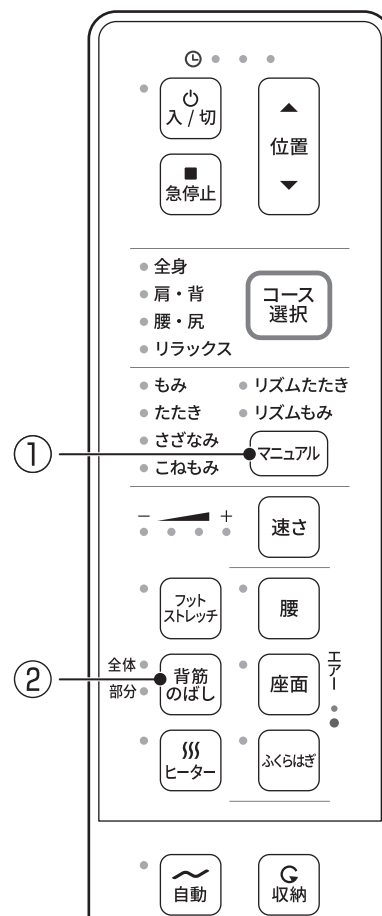 入 / 切
位置
急停止
全身
肩・背
腰・尻
リラックス
コース
選択
もみ
リズムたたき
たたき
リズムもみ
さざなみ
こねもみ
①
マニュアル
− +
速さ
フット
ストレッチ
腰
②
全体
部分
背筋
のばし
座面
エアー
ヒーター
ふくらはぎ
自動
収納